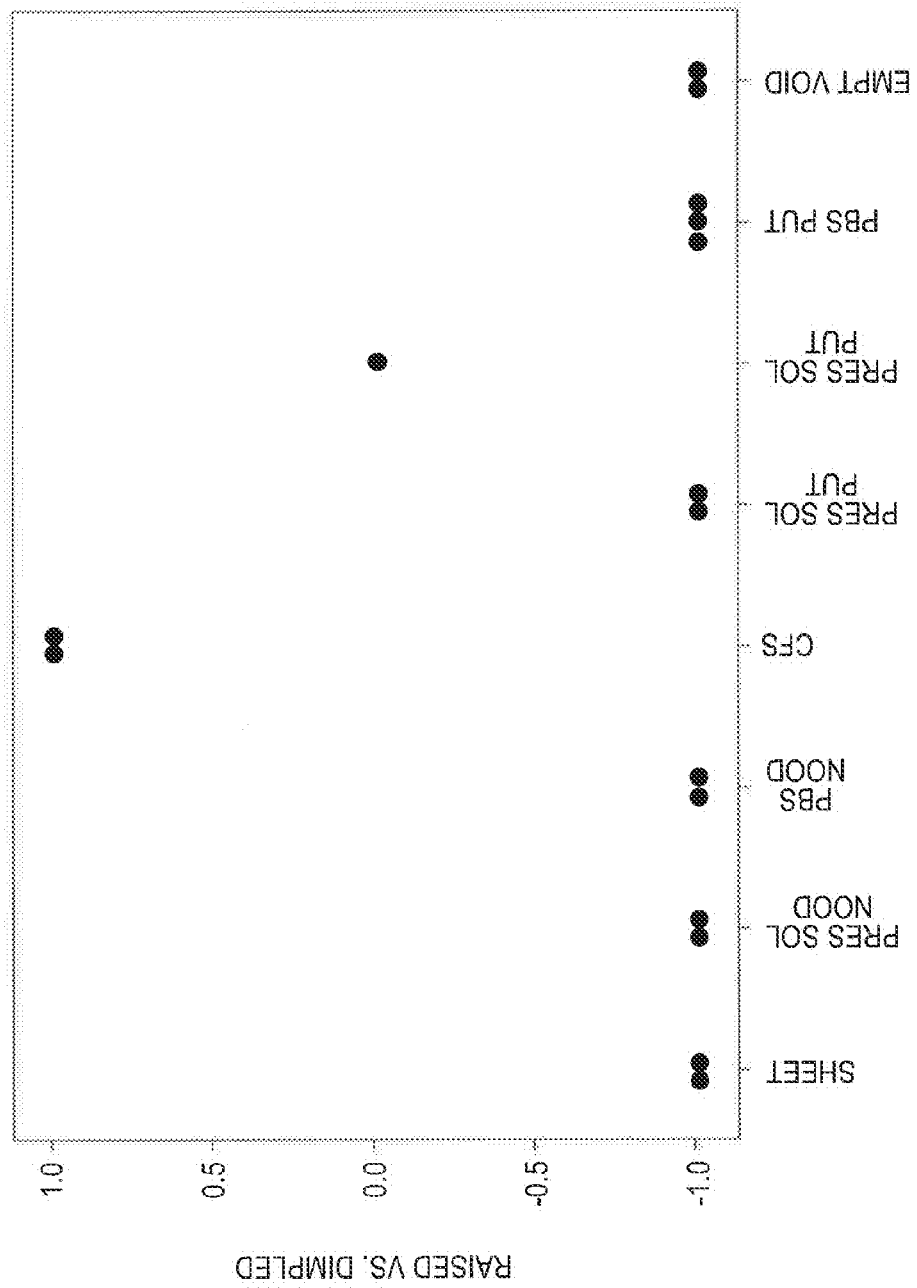 RAISED VS. DIMPLED
1.0
0.5
0.0
-0.5
-1.0
SHEET
PRES SOL
NOOD
PBS
NOOD
CFS
PRES SOL
PUT
PRES SOL
PUT
PBS PUT
EMPT VOID